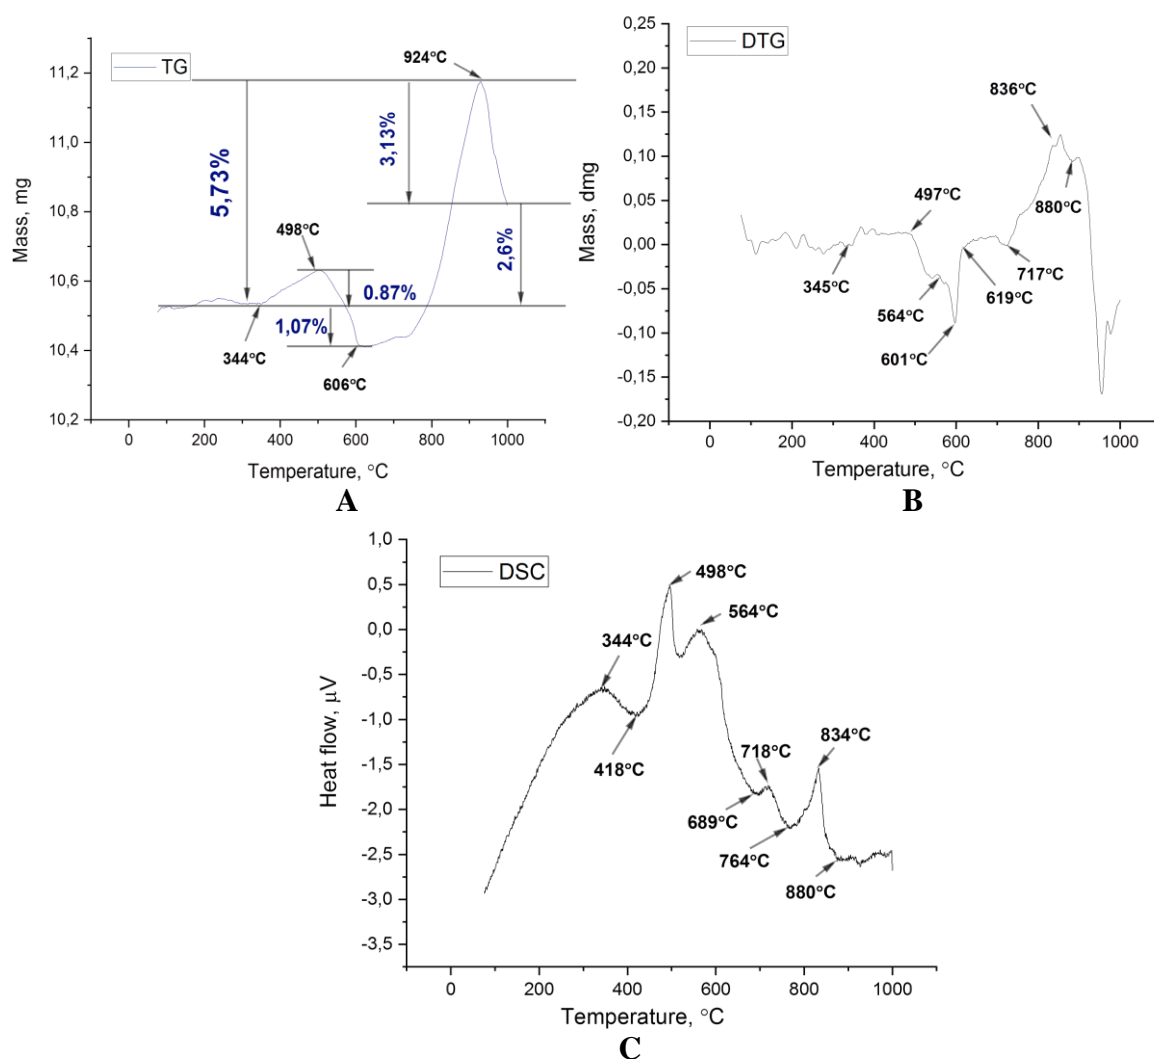 TG
924°C
11,2
11,0
10,8
10,6
10,4
10,2
Mass, mg
5,73%
3,13%
2,6%
498°C
0.87%
1,07%
344°C
606°C
0
200
400
600
800
1000
Temperature, °C
A
DTG
0,25
0,20
0,15
0,10
0,05
0,00
-0,05
-0,10
-0,15
-0,20
Mass, dmg
836°C
880°C
497°C
345°C
564°C
601°C
619°C
717°C
0
200
400
600
800
1000
Temperature, °C
B
DSC
1,0
0,5
0,0
-0,5
-1,0
-1,5
-2,0
-2,5
-3,0
-3,5
Heat flow, μV
498°C
564°C
344°C
418°C
718°C
834°C
689°C
764°C
880°C
0
200
400
600
800
1000
Temperature, °C
C